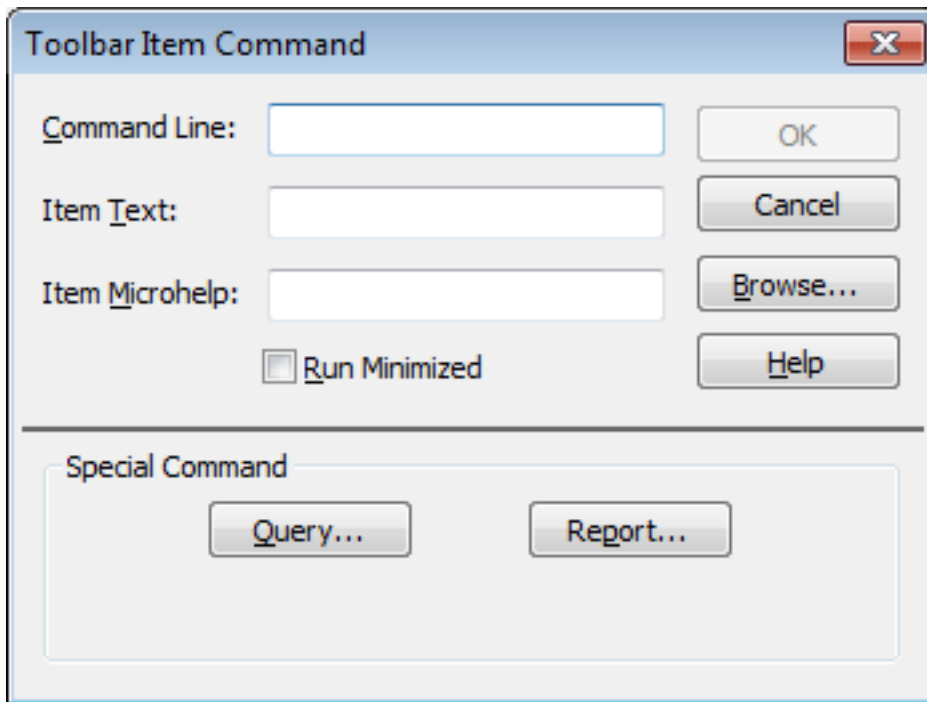 Toolbar Item Command
Command Line:
OK
Item Text:
Cancel
Item Microhelp:
Browse...
Run Minimized
Help
Special Command
Query...
Report...